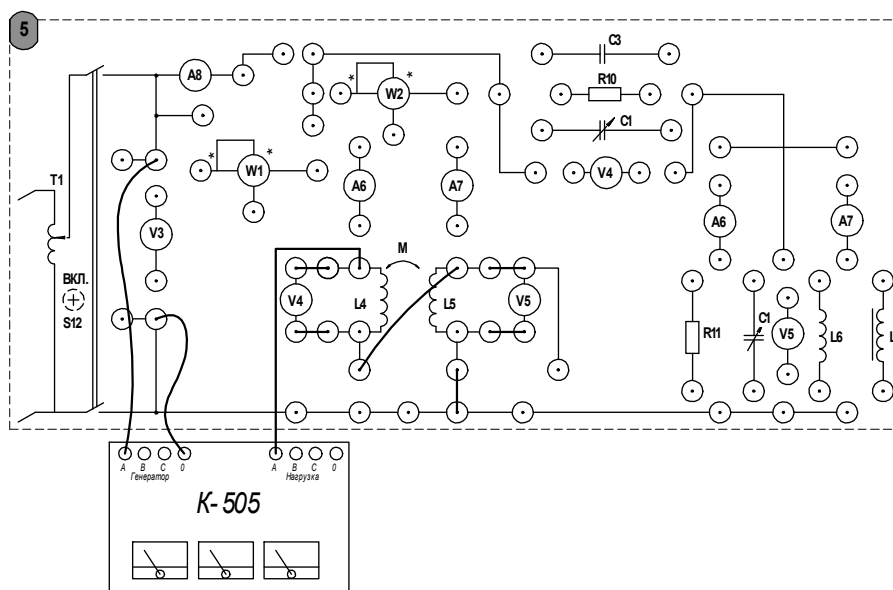 5
C3
A8
R10
W2
*
*
C1
*
*
W1
V4
T1
A6
A7
A6
A7
V3
M
ВКЛ.
S12
V4
L4
L5
V5
C1
R11
V5
L6
L
A
B
C
0
A
B
C
0
Генератор
Нагрузка
К- 505